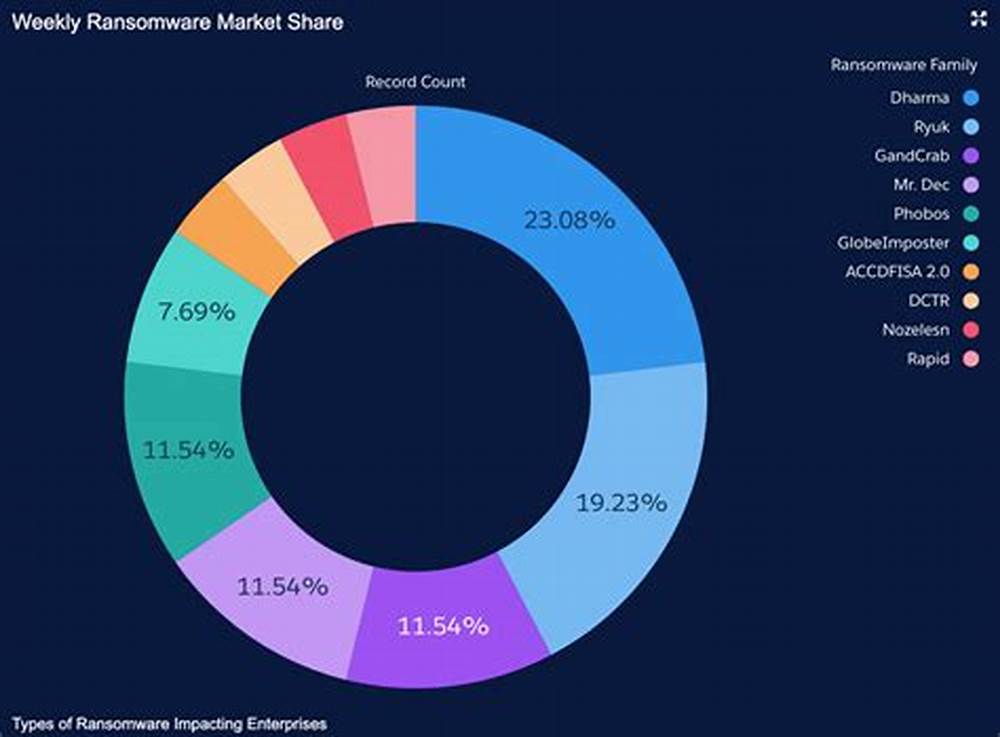 Weekly Ransomware Market Share
Record Count
Ransomware Family
Dharma
Ryuk
GandCrab
Mr. Dec
Phobos
GlobeImposter
ACCDFISA 2.0
DCTR
Nozelesn
Rapid
23.08%
19.23%
11.54%
11.54%
11.54%
7.69%
Types of Ransomware Impacting Enterprises